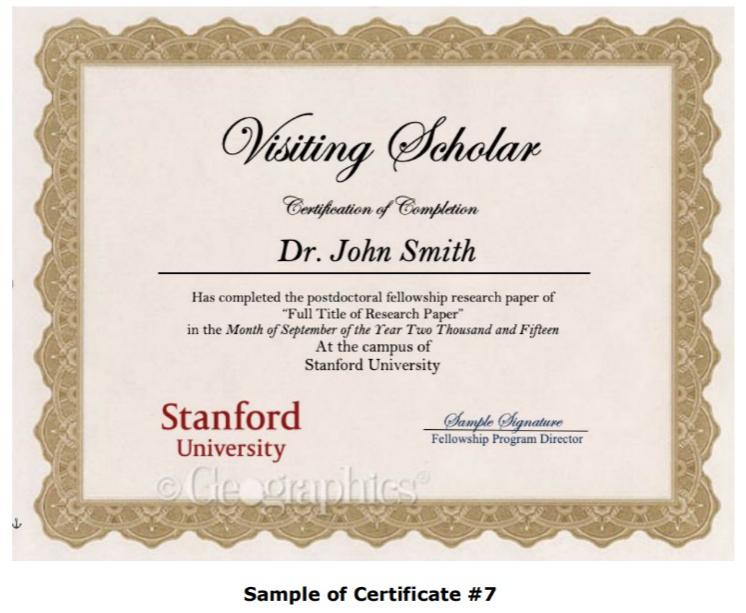 Visiting Scholar
Certification of Completion
Dr. John Smith
Has completed the postdoctoral fellowship research paper of
“Full Title of Research Paper”
in the Month of September of the Year Two Thousand and Fifteen
At the campus of
Stanford University
Stanford
University
Sample Signature
Fellowship Program Director
©Geographics®
Sample of Certificate #7